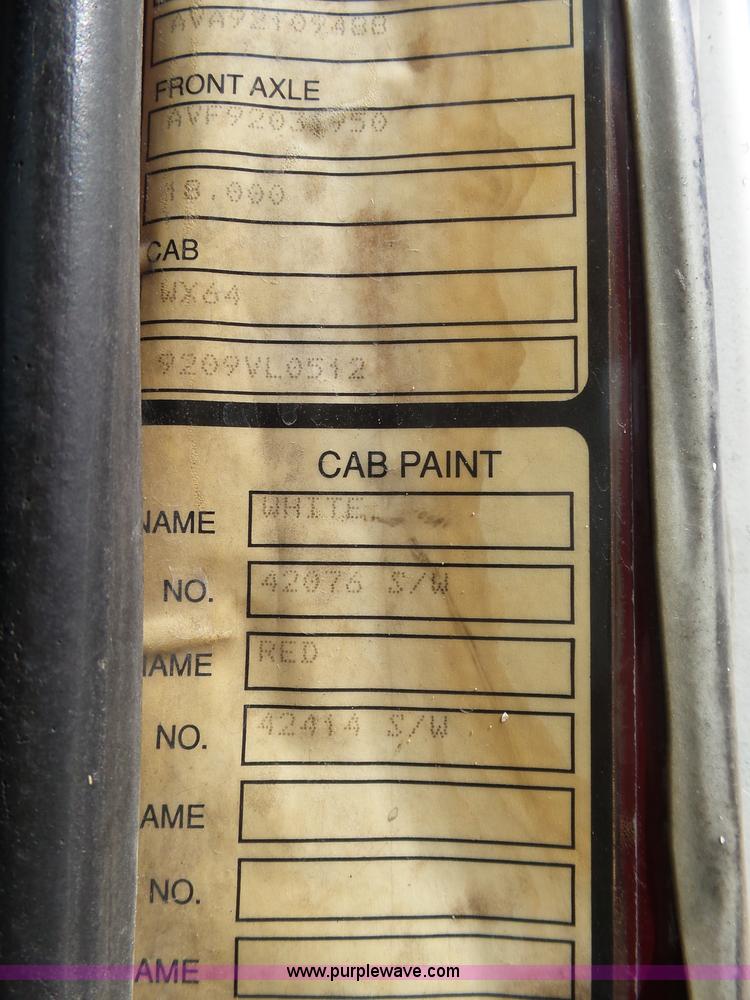 AVA92109488
FRONT AXLE
18.000
CAB
WX64
9209VL0512
CAB PAINT
NAME WHITE
NO. 42076 S/W
NAME RED
NO. 42414 S/W
AME
NO.
AME
www.purplewave.com